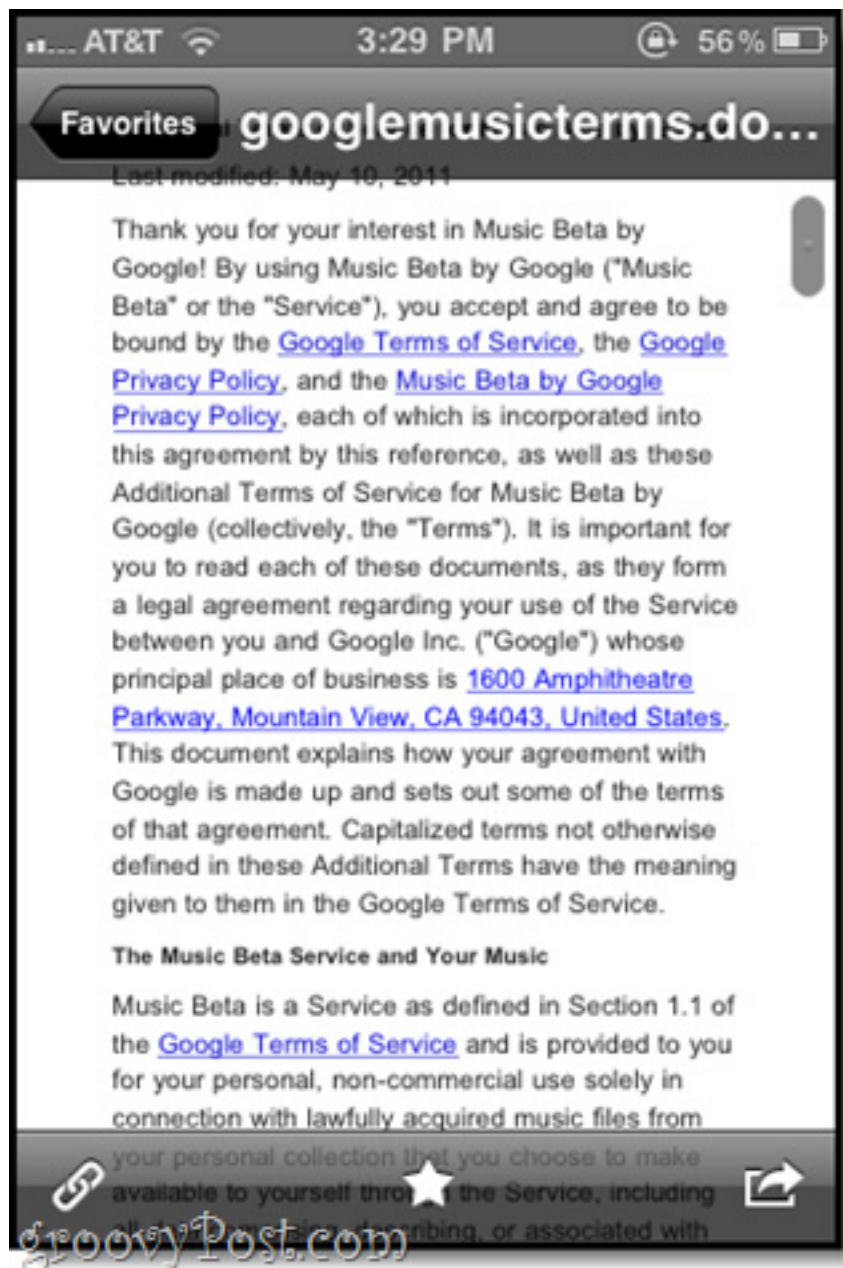 AT&T 3:29 PM 56%
Favorites googlemusicterms.do...
Last modified: May 10, 2011
Thank you for your interest in Music Beta by
Google! By using Music Beta by Google ("Music
Beta" or the "Service"), you accept and agree to be
bound by the Google Terms of Service, the Google
Privacy Policy, and the Music Beta by Google
Privacy Policy, each of which is incorporated into
this agreement by this reference, as well as these
Additional Terms of Service for Music Beta by
Google (collectively, the "Terms"). It is important for
you to read each of these documents, as they form
a legal agreement regarding your use of the Service
between you and Google Inc. ("Google") whose
principal place of business is 1600 Amphitheatre
Parkway, Mountain View, CA 94043, United States.
This document explains how your agreement with
Google is made up and sets out some of the terms
of that agreement. Capitalized terms not otherwise
defined in these Additional Terms have the meaning
given to them in the Google Terms of Service.
The Music Beta Service and Your Music
Music Beta is a Service as defined in Section 1.1 of
the Google Terms of Service and is provided to you
for your personal, non-commercial use solely in
connection with lawfully acquired music files from
your personal collection that you choose to make
available to yourself through the Service, including
describing, or associated with
groovyPost.com